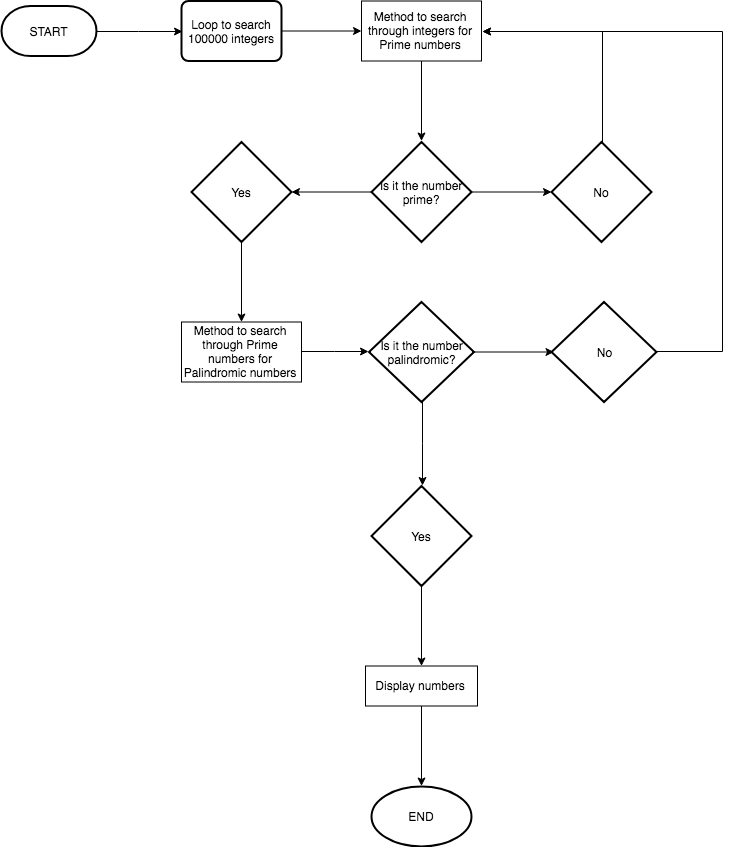 START
Loop to search
100000 integers
Method to search
through integers for
Prime numbers
Yes
Is it the number
prime?
No
Method to search
through Prime
numbers for
Palindromic numbers
Is it the number
palindromic?
No
Yes
Display numbers
END